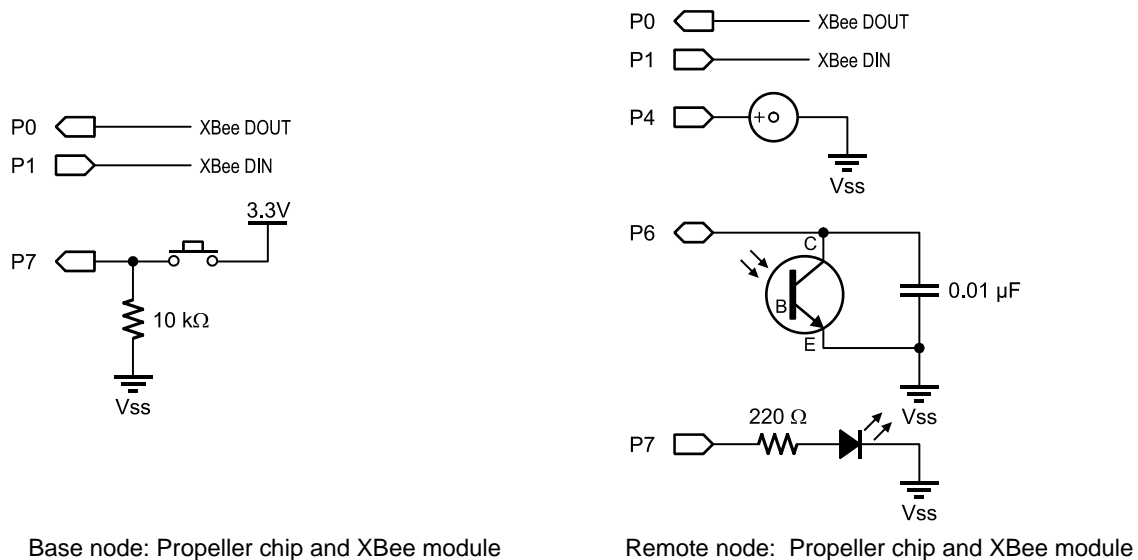 P0 XBee DOUT
P1 XBee DIN
3.3V
P7
10 kΩ
Vss
Base node: Propeller chip and XBee module
P0 XBee DOUT
P1 XBee DIN
P4 +
Vss
P6
C
B
E
0.01 µF
Vss
220 Ω
P7
Vss
Remote node: Propeller chip and XBee module